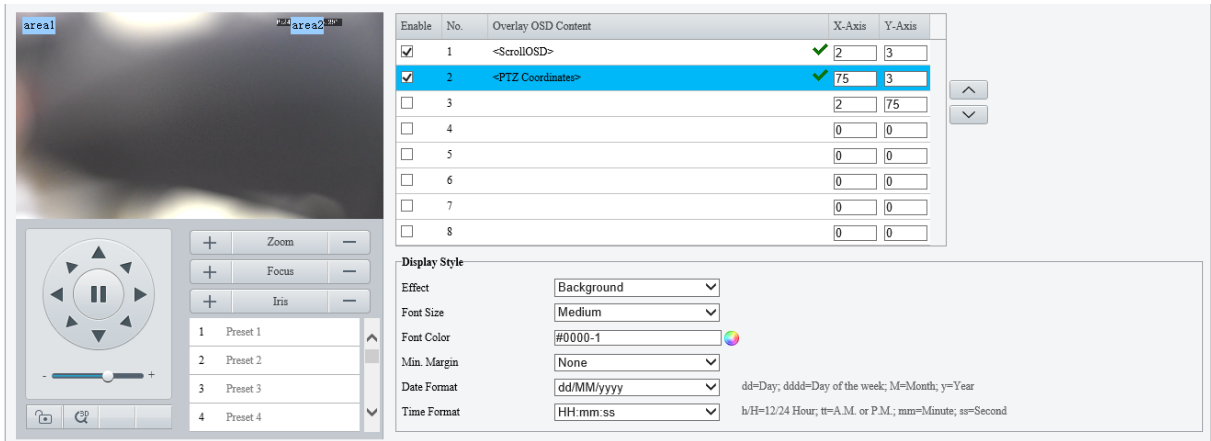 area1 area2
Enable No. Overlay OSD Content X-Axis Y-Axis
1 <ScrollOSD> 2 3
2 <PTZ Coordinates> 75 3
3 2 75
4 0 0
5 0 0
6 0 0
7 0 0
8 0 0
Zoom
Focus
Iris
1 Preset 1
2 Preset 2
3 Preset 3
4 Preset 4
- +
3D
Display Style
Effect Background
Font Size Medium
Font Color #0000-1
Min. Margin None
Date Format dd/MM/yyyy dd=Day; dddd=Day of the week; M=Month; y=Year
Time Format HH:mm:ss h/H=12/24 Hour; tt=A.M. or P.M.; mm=Minute; ss=Second